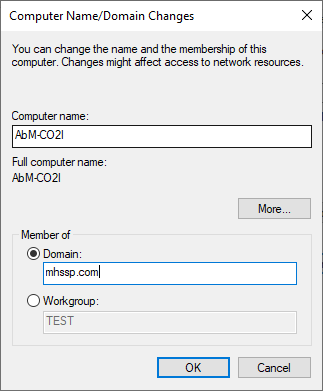 Computer Name/Domain Changes
You can change the name and the membership of this
computer. Changes might affect access to network resources.
Computer name:
AbM-CO2I
Full computer name:
AbM-CO2I
More...
Member of
Domain:
mhssp.com
Workgroup:
TEST
OK
Cancel